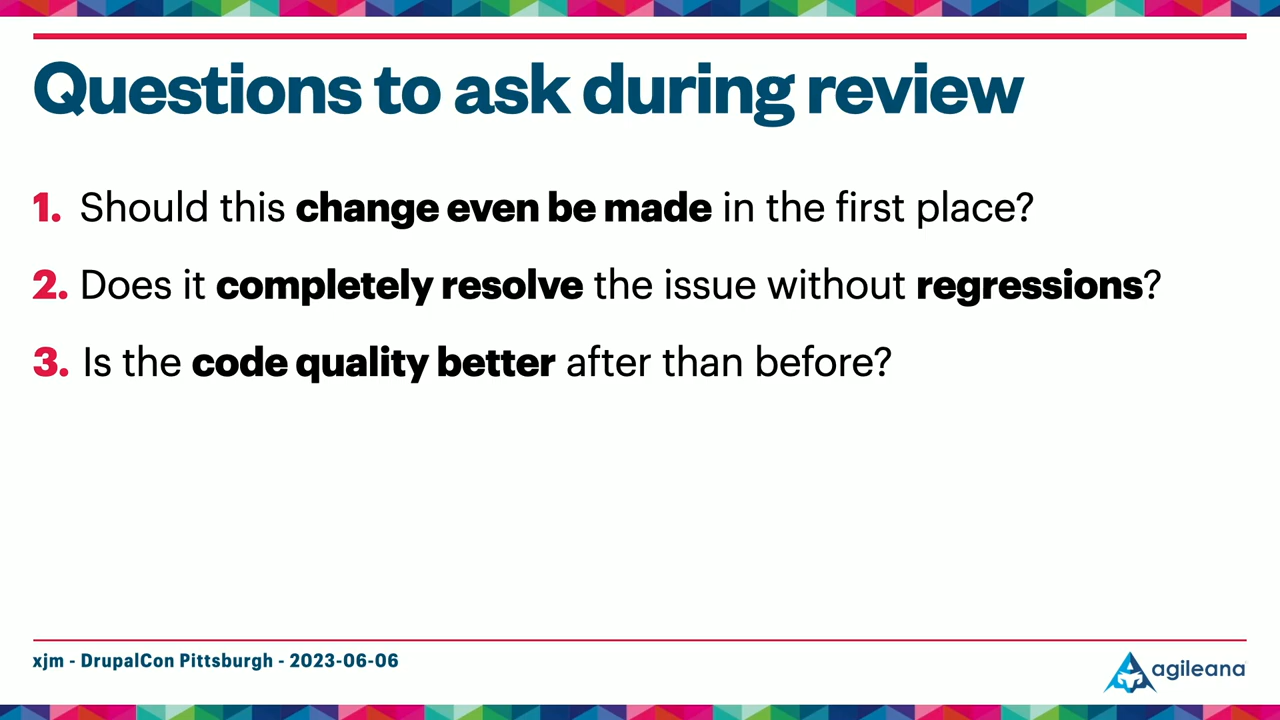 Questions to ask during review
1. Should this change even be made in the first place?
2. Does it completely resolve the issue without regressions?
3. Is the code quality better after than before?
xjm - DrupalCon Pittsburgh - 2023-06-06
agileana